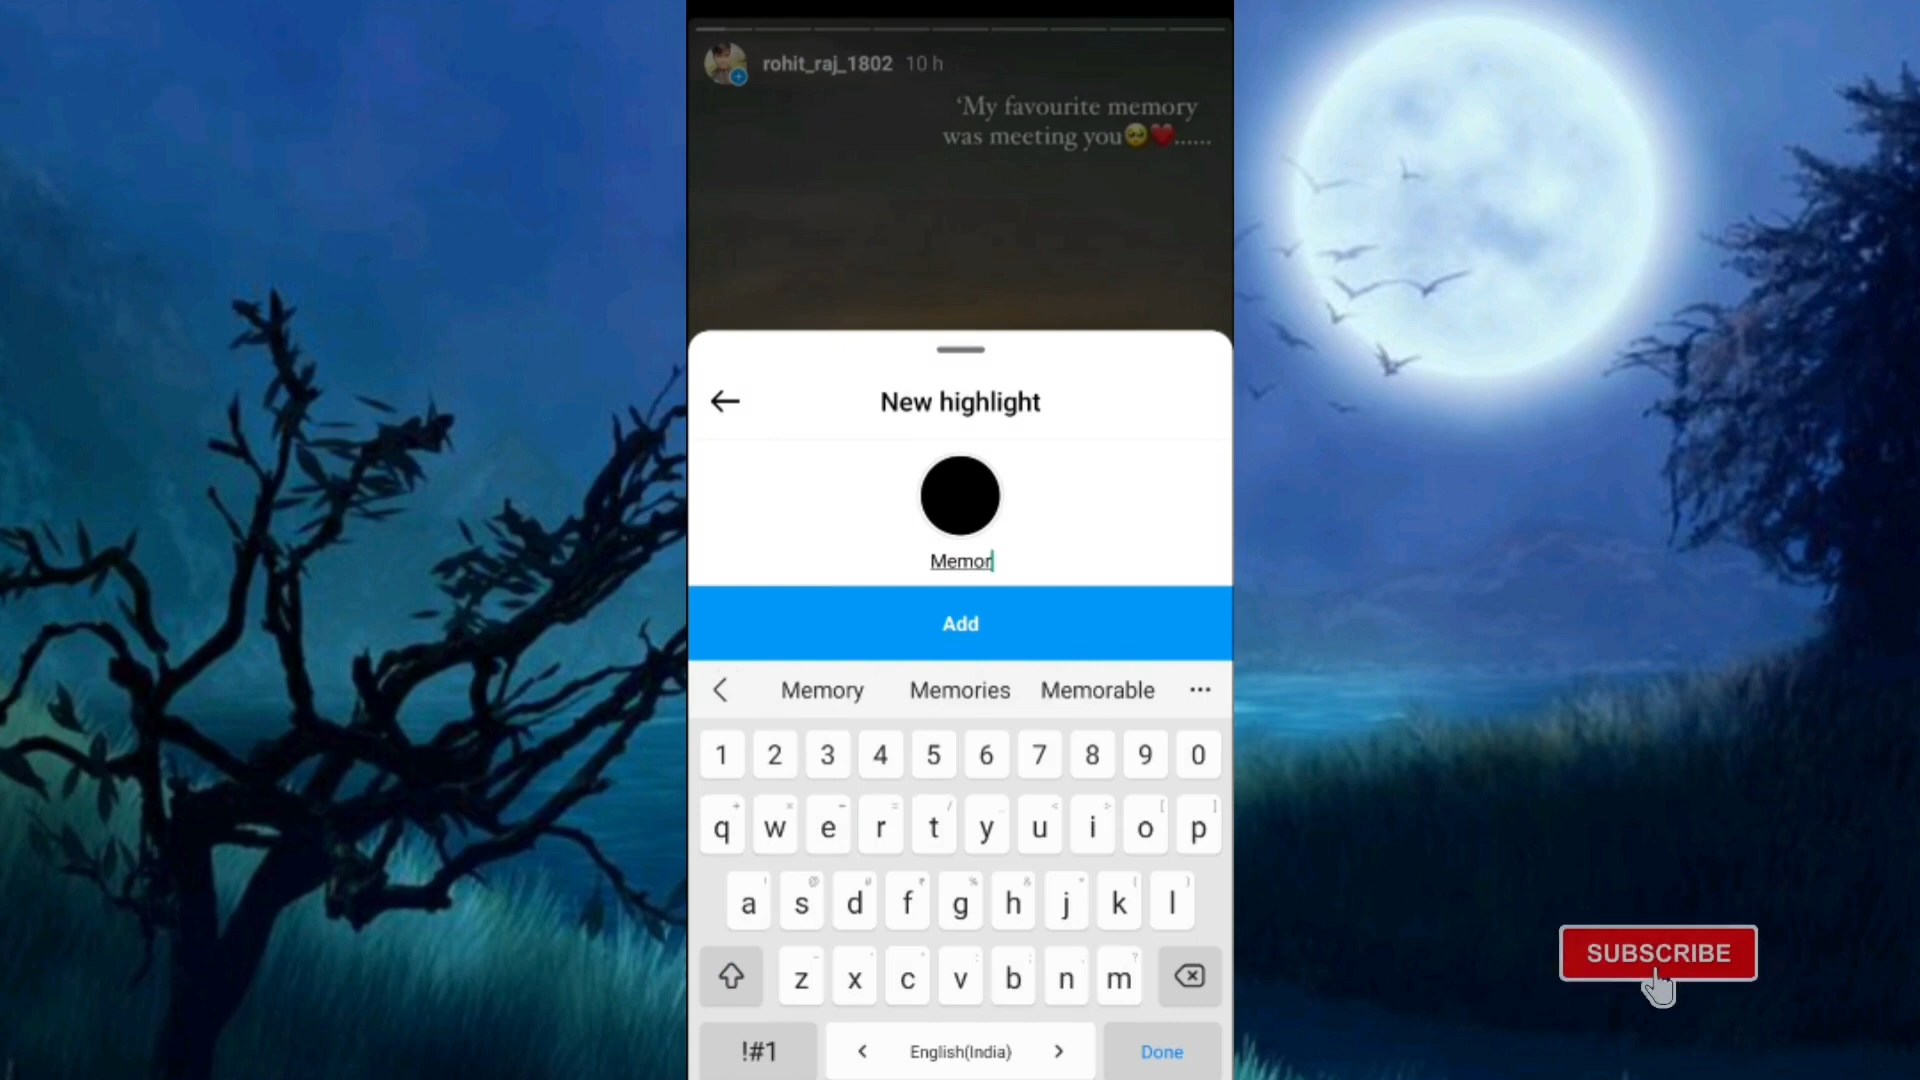 rohit_raj_1802 10 h
‘My favourite memory
was meeting you🥺❤️......
New highlight
Memor
Add
Memory Memories Memorable ...
1 2 3 4 5 6 7 8 9 0
q w e r t y u i o p
a s d f g h j k l
z x c v b n m
!#1 < English(India) > Done
SUBSCRIBE